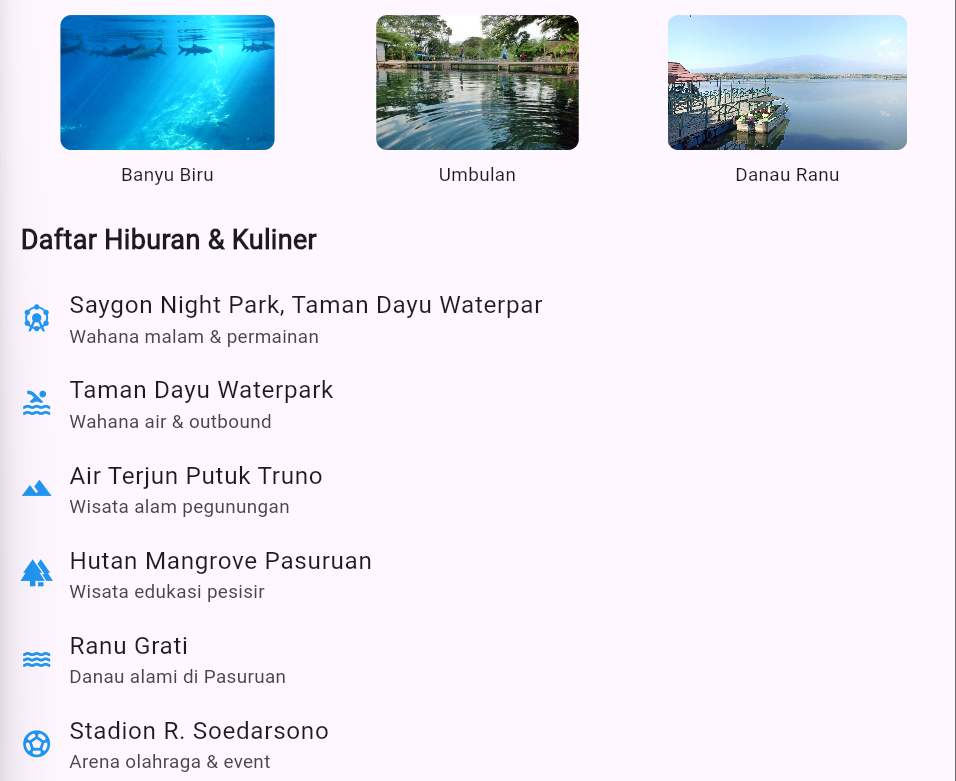 Banyu Biru
Umbulan
Danau Ranu
Daftar Hiburan & Kuliner
Saygon Night Park, Taman Dayu Waterpar
Wahana malam & permainan
Taman Dayu Waterpark
Wahana air & outbound
Air Terjun Putuk Truno
Wisata alam pegunungan
Hutan Mangrove Pasuruan
Wisata edukasi pesisir
Ranu Grati
Danau alami di Pasuruan
Stadion R. Soedarsono
Arena olahraga & event